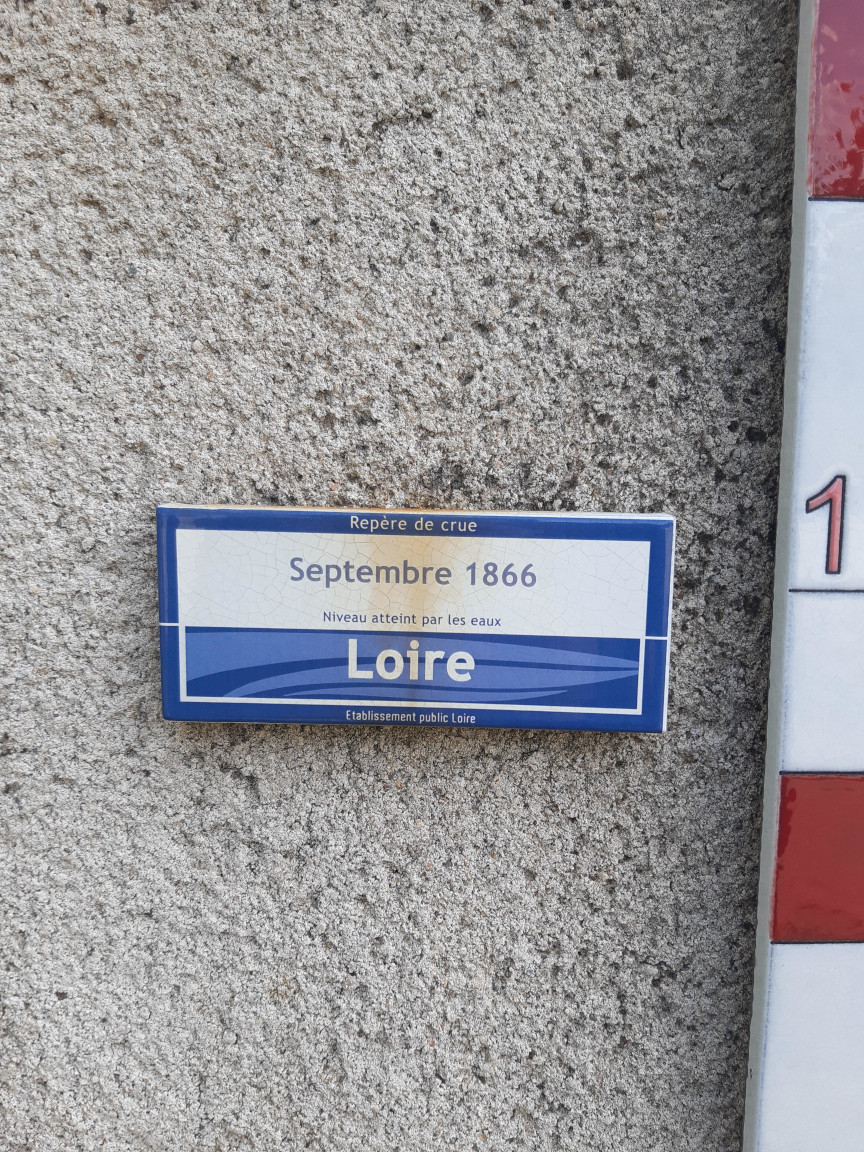 Repère de crue
Septembre 1866
Niveau atteint par les eaux
Loire
Etablissement public Loire
1